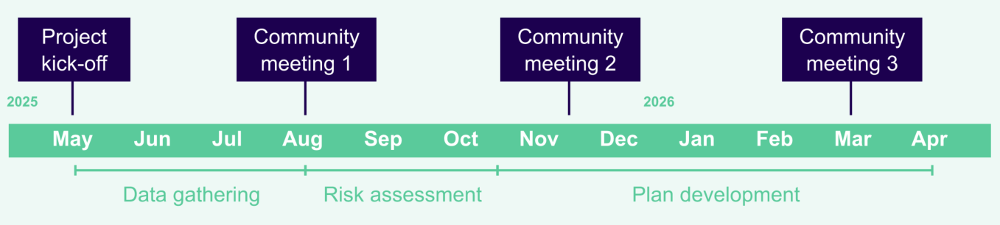 Project
kick-off
Community
meeting 1
Community
meeting 2
Community
meeting 3
2025
2026
May Jun Jul Aug Sep Oct Nov Dec Jan Feb Mar Apr
Data gathering
Risk assessment
Plan development